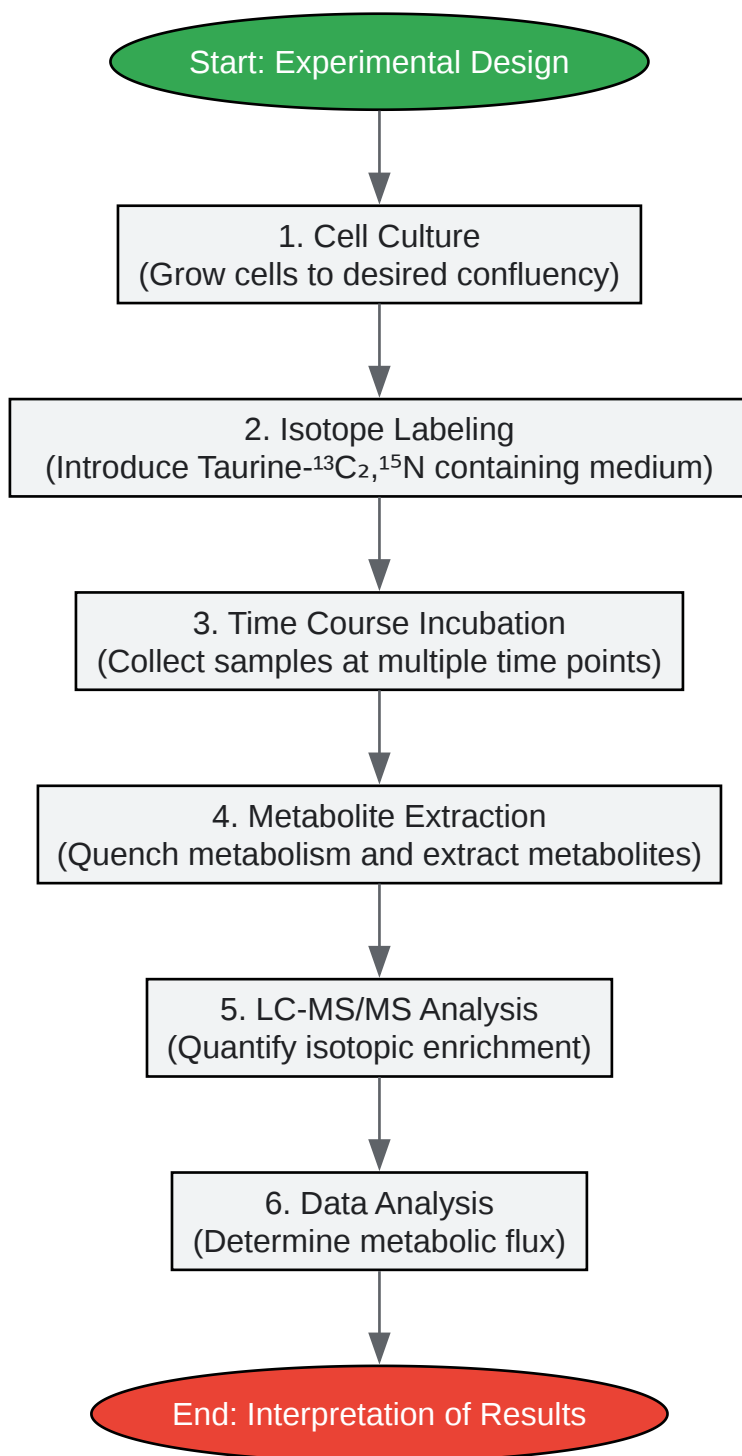 Start: Experimental Design
1. Cell Culture
(Grow cells to desired confluency)
2. Isotope Labeling
(Introduce Taurine-¹³C₂,¹⁵N containing medium)
3. Time Course Incubation
(Collect samples at multiple time points)
4. Metabolite Extraction
(Quench metabolism and extract metabolites)
5. LC-MS/MS Analysis
(Quantify isotopic enrichment)
6. Data Analysis
(Determine metabolic flux)
End: Interpretation of Results